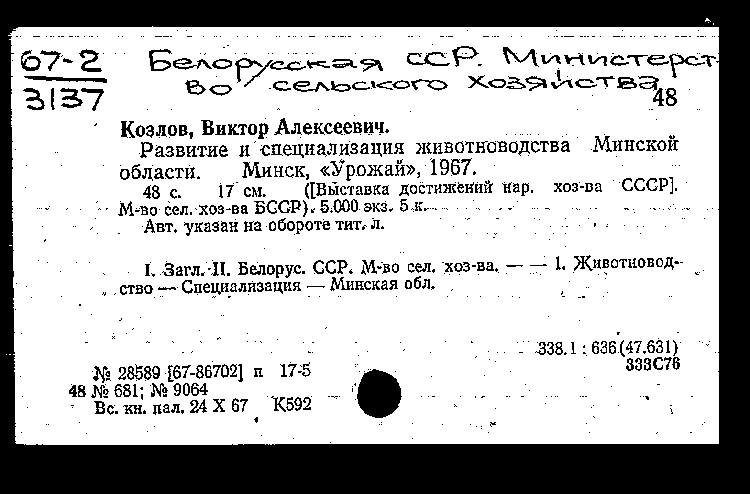 67-2
3137
Белорусская ССР. Министерст-
во сельского хозяйства
48
Козлов, Виктор Алексеевич.
Развитие и специализация животноводства Минской
области. Минск, «Урожай», 1967.
48 с. 17 см. ([Выставка достижений нар. хоз-ва СССР].
М-во сел. хоз-ва БССР). 5.000 экз. 5 к.
Авт. указан на обороте тит. л.
I. Загл. II. Белорус. ССР. М-во сел. хоз-ва. — — 1. Животновод-
ство — Специализация — Минская обл.
338.1 : 636(47.631)
333С76
№ 28589 [67-86702] п 17-5
48 № 681; № 9064
Вс. кн. пал. 24 X 67 К592